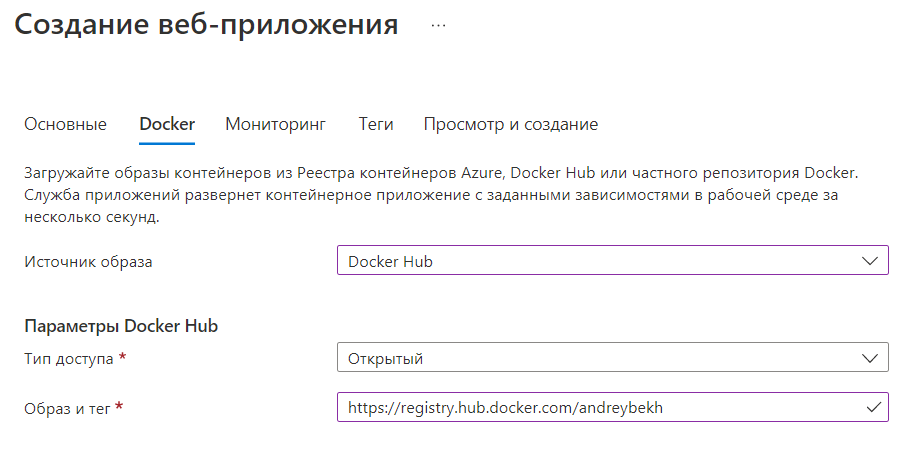 Создание веб-приложения ...
Основные Docker Мониторинг Теги Просмотр и создание
Загружайте образы контейнеров из Реестра контейнеров Azure, Docker Hub или частного репозитория Docker.
Служба приложений развернет контейнерное приложение с заданными зависимостями в рабочей среде за
несколько секунд.
Источник образа Docker Hub
Параметры Docker Hub
Тип доступа * Открытый
Образ и тег * https://registry.hub.docker.com/andreybekh